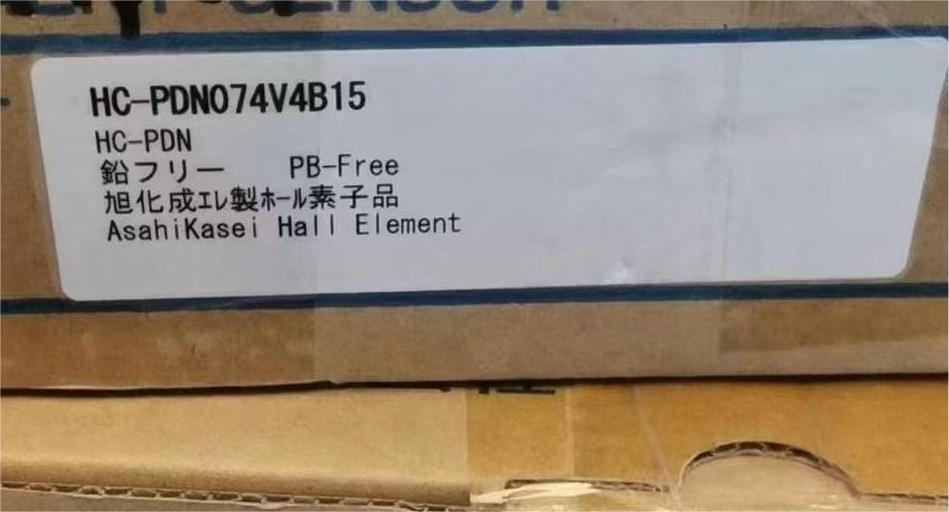 HC-PDN074V4B15
HC-PDN
鉛フリー PB-Free
旭化成ｴﾚ製ﾎｰﾙ素子品
AsahiKasei Hall Element